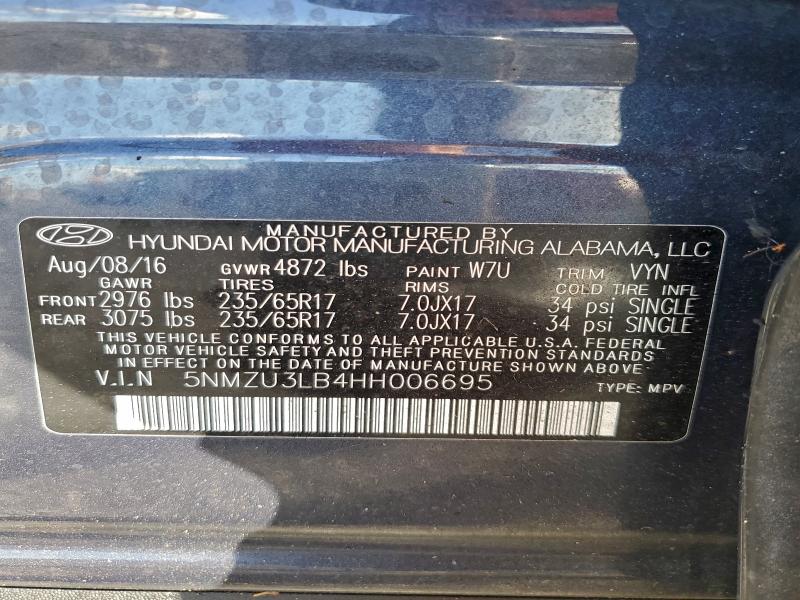 MANUFACTURED BY
HYUNDAI MOTOR MANUFACTURING ALABAMA, LLC
Aug/08/16 GVWR 4872 lbs PAINT W7U TRIM VYN
GAWR TIRES RIMS COLD TIRE INFL
FRONT 2976 lbs 235/65R17 7.0JX17 34 psi SINGLE
REAR 3075 lbs 235/65R17 7.0JX17 34 psi SINGLE
THIS VEHICLE CONFORMS TO ALL APPLICABLE U.S.A. FEDERAL
MOTOR VEHICLE SAFETY AND THEFT PREVENTION STANDARDS
IN EFFECT ON THE DATE OF MANUFACTURE SHOWN ABOVE.
V.I.N 5NMZU3LB4HH006695 TYPE: MPV